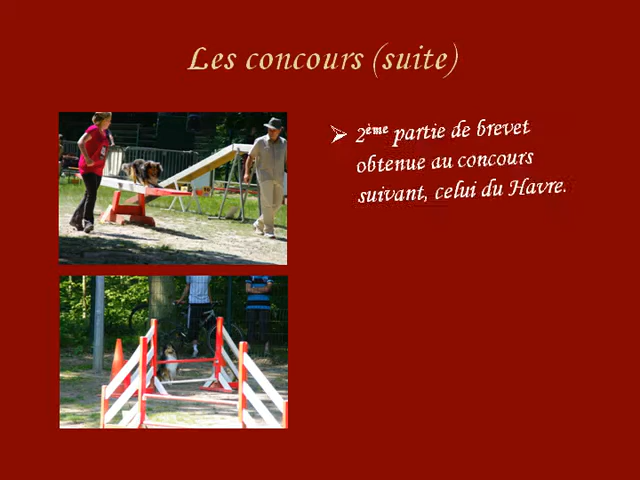 Les concours (suite)
2ème partie de brevet
obtenue au concours
suivant, celui du Havre.